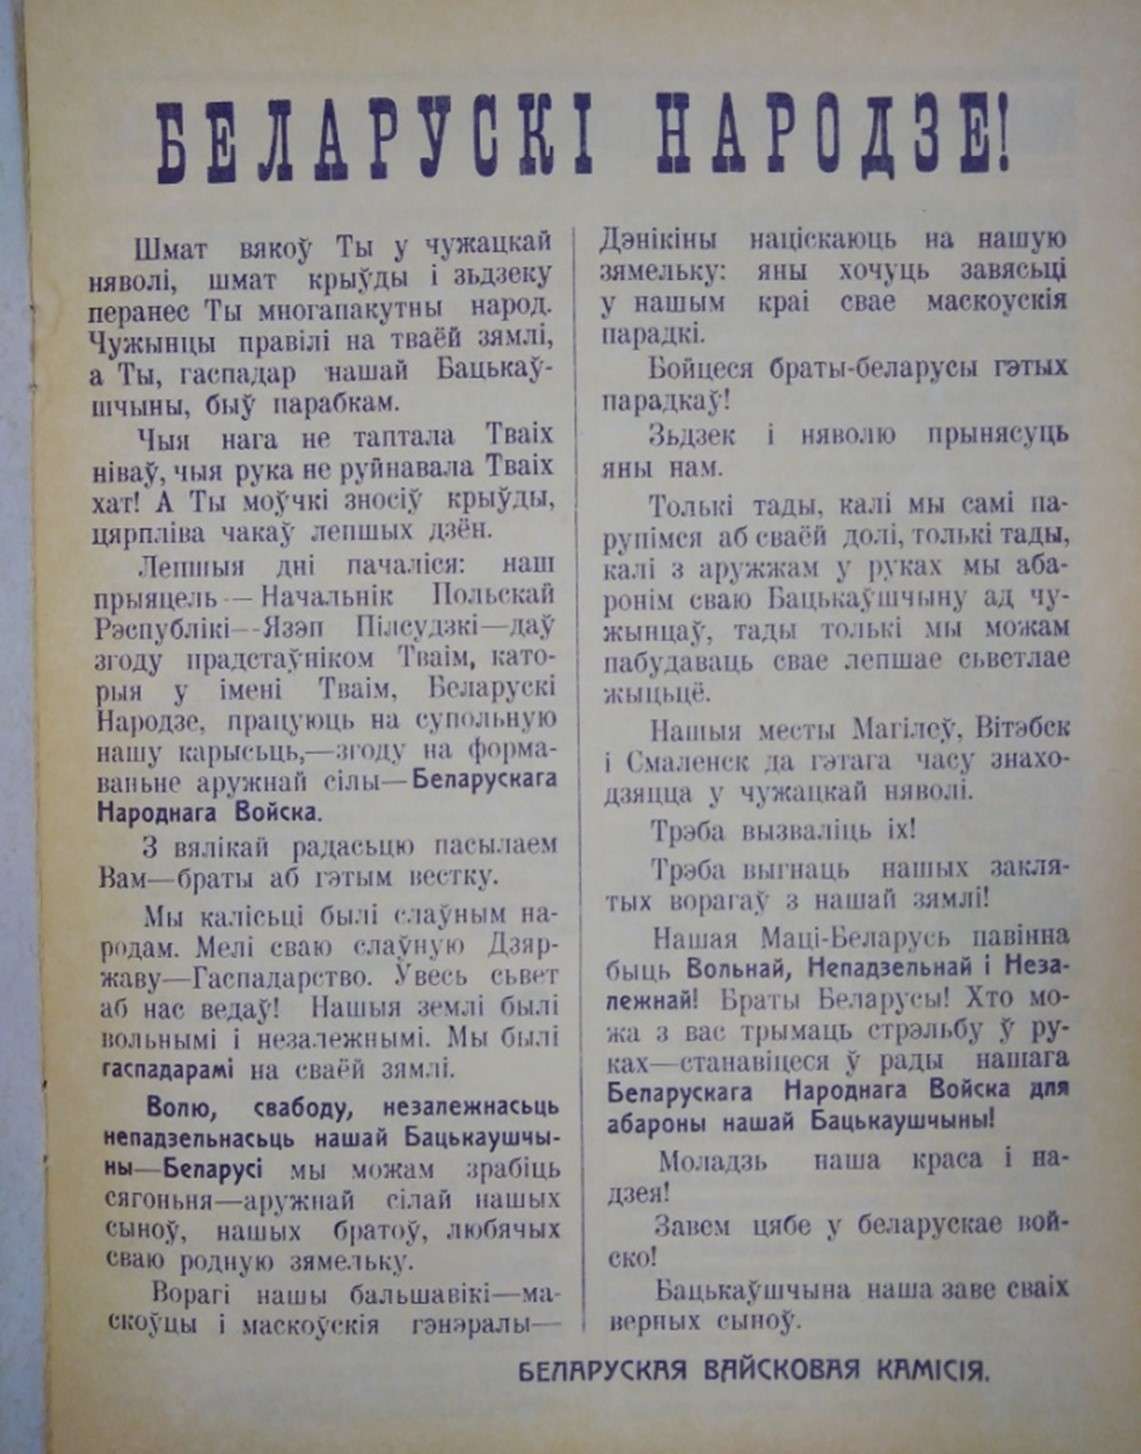 БЕЛАРУСКІ НАРОДЗЕ!
Шмат вякоў Ты у чужацкай
няволі, шмат крыўды і зьдзеку
перанес Ты многапакутны народ.
Чужынцы правілі на тваёй зямлі,
а Ты, гаспадар нашай Бацькаў-
шчыны, быў парабкам.
Чыя нага не таптала Тваіх
ніваў, чыя рука не руйнавала Тваіх
хат! А Ты моўчкі зносіў крыўды,
цярпліва чакаў лепшых дзён.
Лепшыя дні пачаліся: наш
прыяцель — Начальнік Польскай
Рэспублікі—Язэп Пілсудзкі—даў
згоду прадстаўніком Тваім, като-
рыя у імені Тваім, Беларускі
Народзе, працуюць на супольную
нашу карысьць,—згоду на форма-
ваньне аружнай сілы—Беларускага
Народнага Войска.
З вялікай радасьцю пасылаем
Вам—браты аб гэтым вестку.
Мы калісьці былі слаўным на-
родам. Мелі сваю слаўную Дзяр-
жаву—Гаспадарство. Увесь сьвет
аб нас ведаў! Нашыя землі былі
вольнымі і незалежнымі. Мы былі
гаспадарамі на сваёй зямлі.
Волю, свабоду, незалежнасьць
непадзельнасьць нашай Бацькаушчы-
ны—Беларусі мы можам зрабіць
сягоньня—аружнай сілай нашых
сыноў, нашых братоў, любячых
сваю родную зямельку.
Ворагі нашы бальшавікі—ма-
скоўцы і маскоўскія гэнэралы—
Дэнікіны націскаюць на нашую
зямельку: яны хочуць завясьці
у нашым краі свае маскоускія
парадкі.
Бойцеся браты-беларусы гэтых
парадкаў!
Зьдзек і няволю прынясуць
яны нам.
Толькі тады, калі мы самі па-
рупімся аб сваёй долі, толькі тады,
калі з аружжам у руках мы аба-
ронім сваю Бацькаўшчыну ад чу-
жынцаў, тады толькі мы можам
пабудаваць свае лепшае сьветлае
жыцьцё.
Нашыя месты Магілеў, Вітэбск
і Смаленск да гэтага часу знахо-
дзяцца у чужацкай няволі.
Трэба вызваліць іх!
Трэба выгнаць нашых закля-
тых ворагаў з нашай зямлі!
Нашая Маці-Беларусь павінна
быць Вольнай, Непадзельнай і Неза-
лежнай! Браты Беларусы! Хто мо-
жа з вас трымаць стрэльбу ў ру-
ках—станавіцеся ў рады нашага
Беларускага Народнага Войска для
абароны нашай Бацькаушчыны!
Моладзь наша краса і на-
дзея!
Завем цябе у беларускае вой-
ско!
Бацькаўшчына наша заве сваіх
верных сыноў.
БЕЛАРУСКАЯ ВАЙСКОВАЯ КАМІСІЯ.